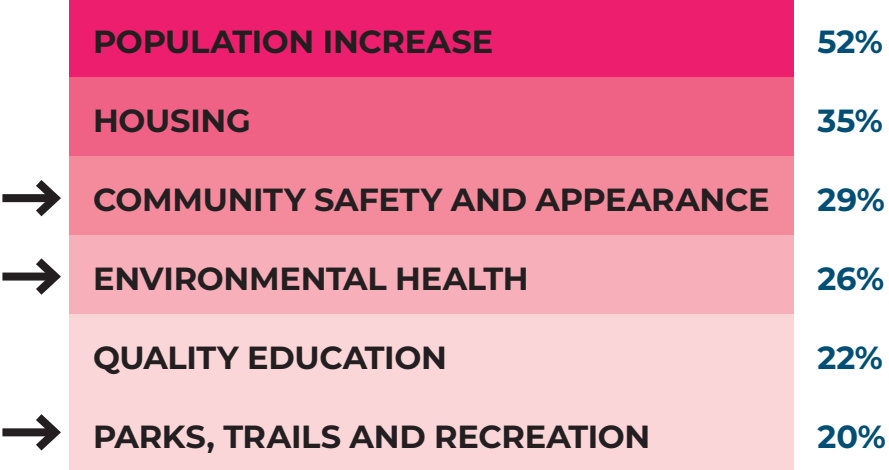 POPULATION INCREASE 52%
HOUSING 35%
COMMUNITY SAFETY AND APPEARANCE 29%
ENVIRONMENTAL HEALTH 26%
QUALITY EDUCATION 22%
PARKS, TRAILS AND RECREATION 20%